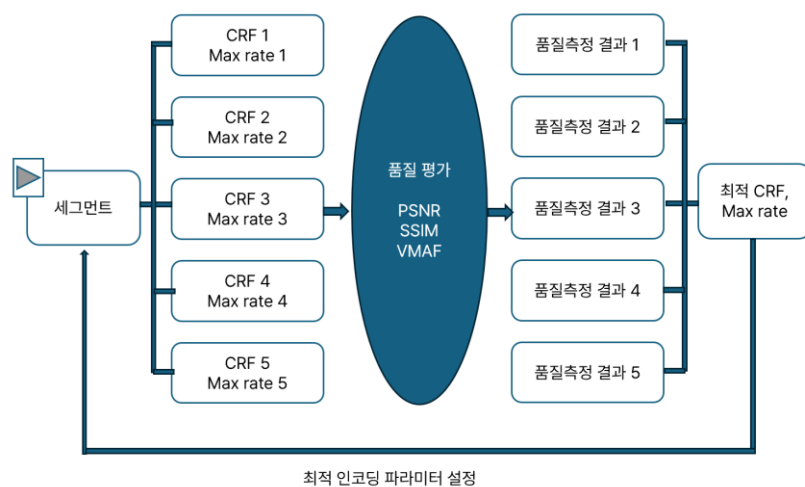 세그먼트
CRF 1
Max rate 1
CRF 2
Max rate 2
CRF 3
Max rate 3
CRF 4
Max rate 4
CRF 5
Max rate 5
품질 평가
PSNR
SSIM
VMAF
품질측정 결과 1
품질측정 결과 2
품질측정 결과 3
품질측정 결과 4
품질측정 결과 5
최적 CRF,
Max rate
최적 인코딩 파라미터 설정